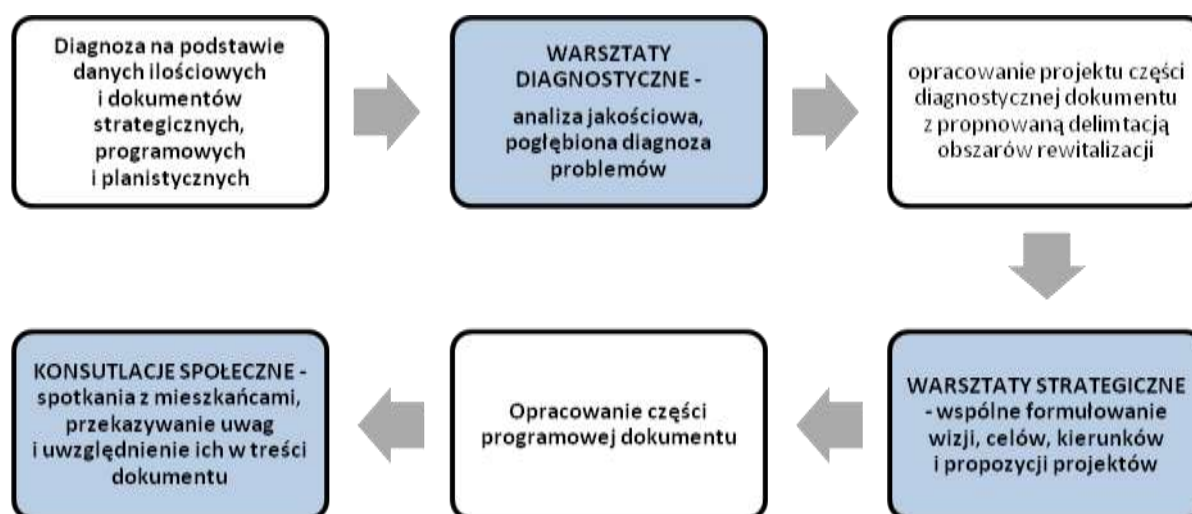 Diagnoza na podstawie
danych ilościowych
i dokumentów
strategicznych,
programowych
i planistycznych
WARSZTATY
DIAGNOSTYCZNE -
analiza jakościowa,
pogłębiona diagnoza
problemów
opracowanie projektu części
diagnostycznej dokumentu
z propnowaną delimtacją
obszarów rewitalizacji
WARSZTATY STRATEGICZNE
- wspólne formułowanie
wizji, celów, kierunków
i propozycji projektów
Opracowanie części
programowej dokumentu
KONSUTLACJE SPOŁECZNE -
spotkania z mieszkańcami,
przekazywanie uwag
i uwzględnienie ich w treści
dokumentu